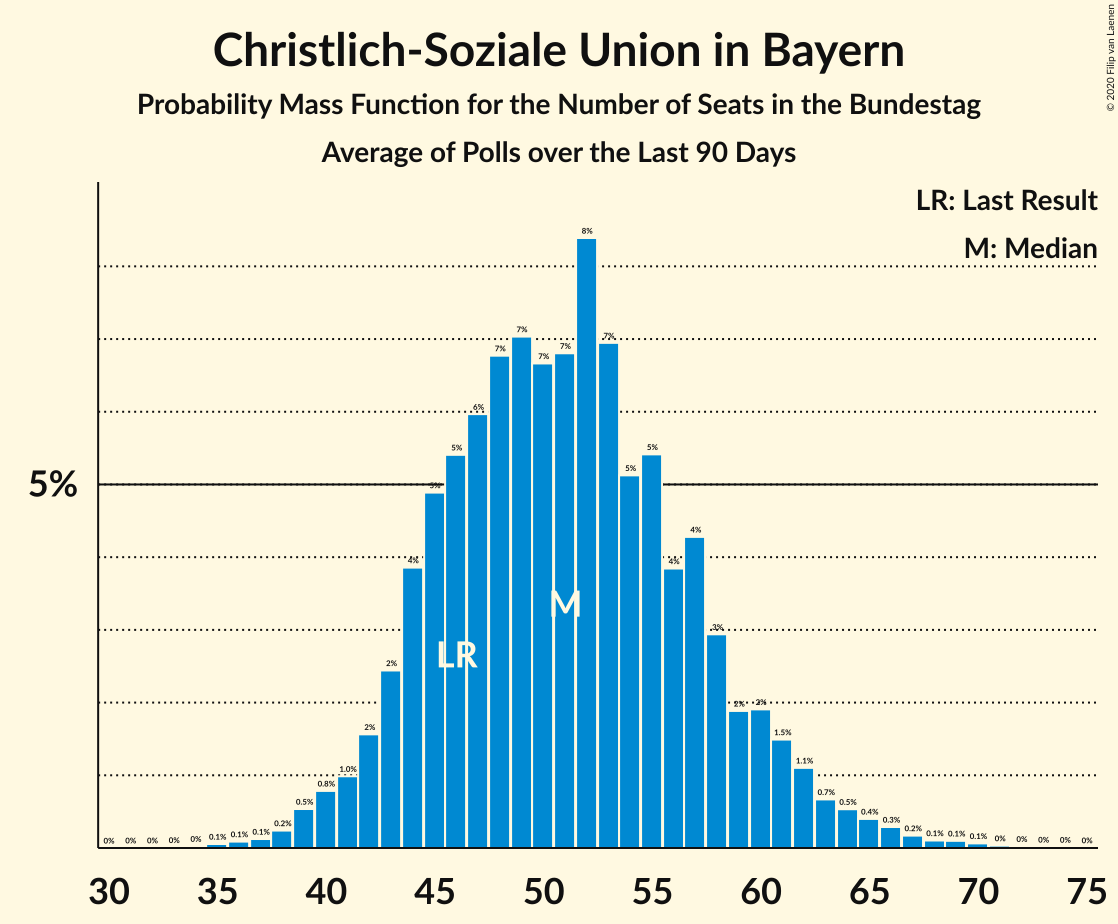 Christlich-Soziale Union in Bayern
Probability Mass Function for the Number of Seats in the Bundestag
Average of Polls over the Last 90 Days
© 2020 Filip van Laenen
LR: Last Result
M: Median
5%
0% 0% 0% 0% 0% 0.1% 0.1% 0.1% 0.2% 0.5% 0.8% 1.0% 2% 2% 4% 5% 5% 6% 7% 7% 7% 7% 8% 7% 5% 5% 4% 4% 3% 2% 2% 1.5% 1.1% 0.7% 0.5% 0.4% 0.3% 0.2% 0.1% 0.1% 0.1% 0% 0% 0% 0% 0%
M
LR
30 35 40 45 50 55 60 65 70 75